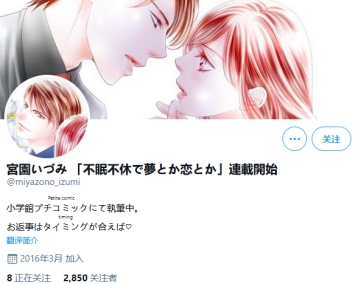 关注
宮園いづみ 「不眠不休で夢とか恋とか」連載開始
@miyazono_izumi
Petite comic
小学館プチコミックにて執筆中。
timing
お返事はタイミングが合えば♡
翻译简介
2016年3月 加入
8 正在关注 2,850 关注者